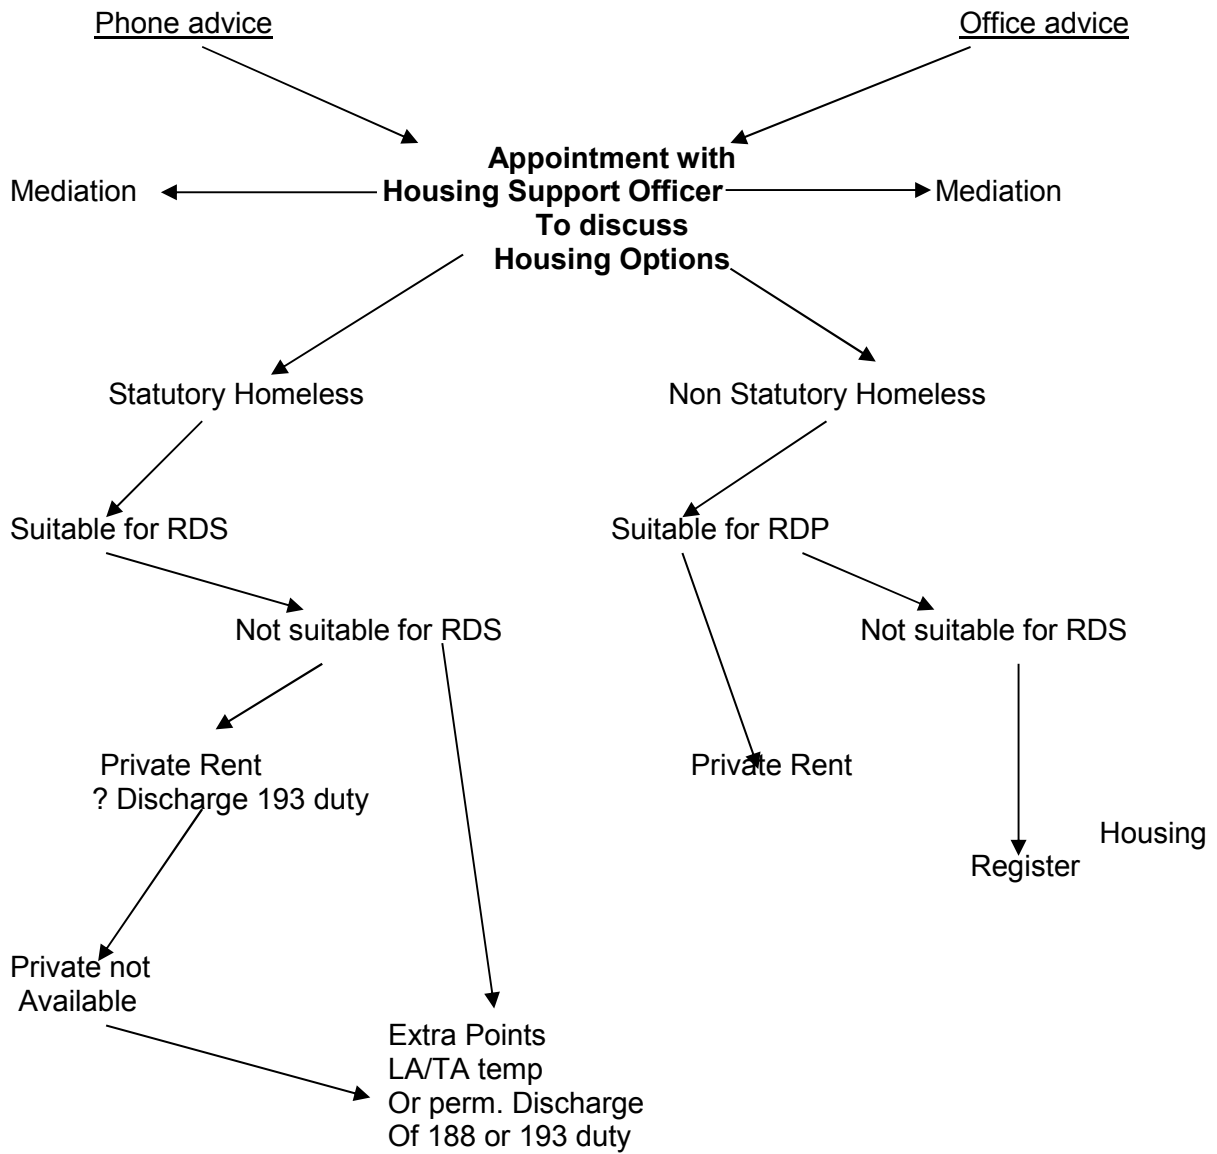 Phone advice
Office advice
Appointment with
Mediation
Housing Support Officer
Mediation
To discuss
Housing Options
Statutory Homeless
Non Statutory Homeless
Suitable for RDS
Suitable for RDP
Not suitable for RDS
Not suitable for RDS
Private Rent
? Discharge 193 duty
Private Rent
Housing
Register
Private not
Available
Extra Points
LA/TA temp
Or perm. Discharge
Of 188 or 193 duty